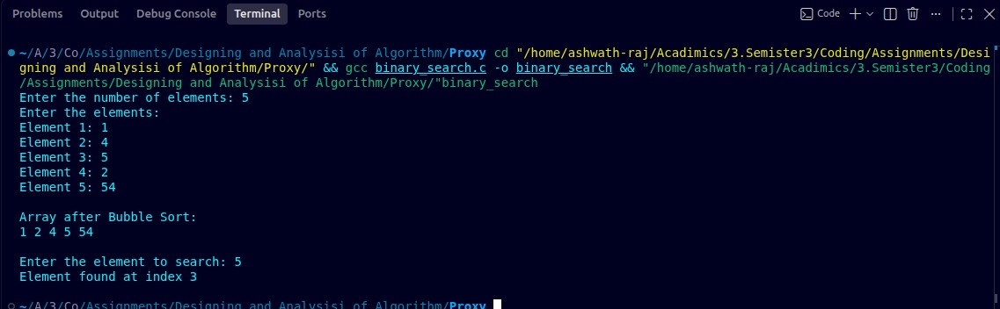 Problems Output Debug Console Terminal Ports Code
~/A/3/Co/Assignments/Designing and Analysisi of Algorithm/Proxy cd "/home/ashwath-raj/Acadimics/3.Semister3/Coding/Assignments/Desi
gning and Analysisi of Algorithm/Proxy/" && gcc binary_search.c -o binary_search && "/home/ashwath-raj/Acadimics/3.Semister3/Coding
/Assignments/Designing and Analysisi of Algorithm/Proxy/"binary_search
Enter the number of elements: 5
Enter the elements:
Element 1: 1
Element 2: 4
Element 3: 5
Element 4: 2
Element 5: 54
Array after Bubble Sort:
1 2 4 5 54
Enter the element to search: 5
Element found at index 3
~/A/3/Co/Assignments/Designing and Analysisi of Algorithm/Proxy